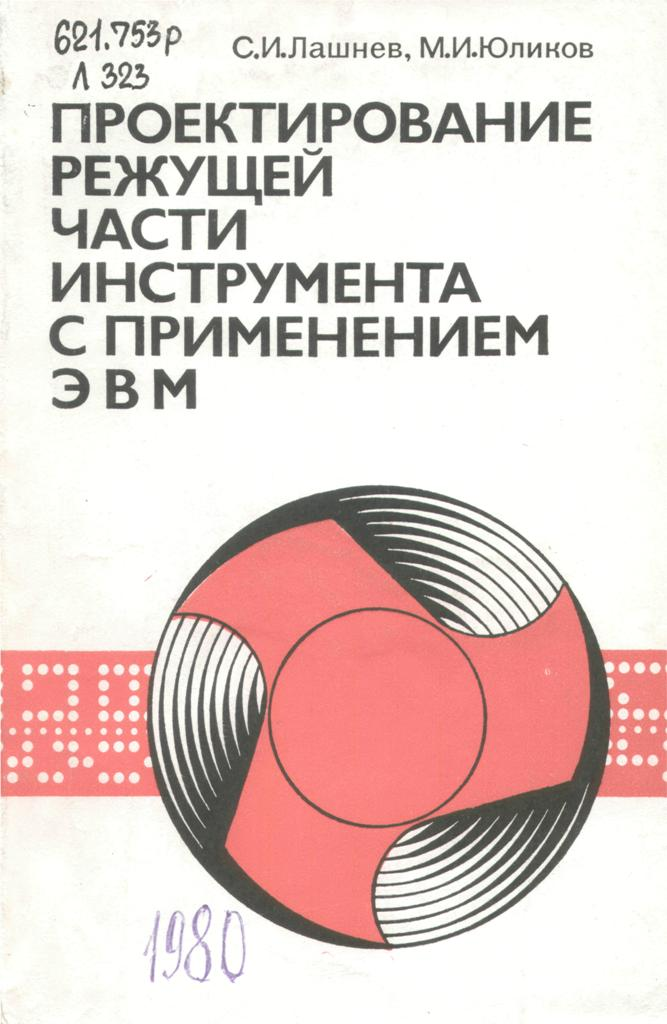 621.753р
Л 323
С.И.Лашнев, М.И.Юликов
ПРОЕКТИРОВАНИЕ
РЕЖУЩЕЙ
ЧАСТИ
ИНСТРУМЕНТА
С ПРИМЕНЕНИЕМ
ЭВМ
1980